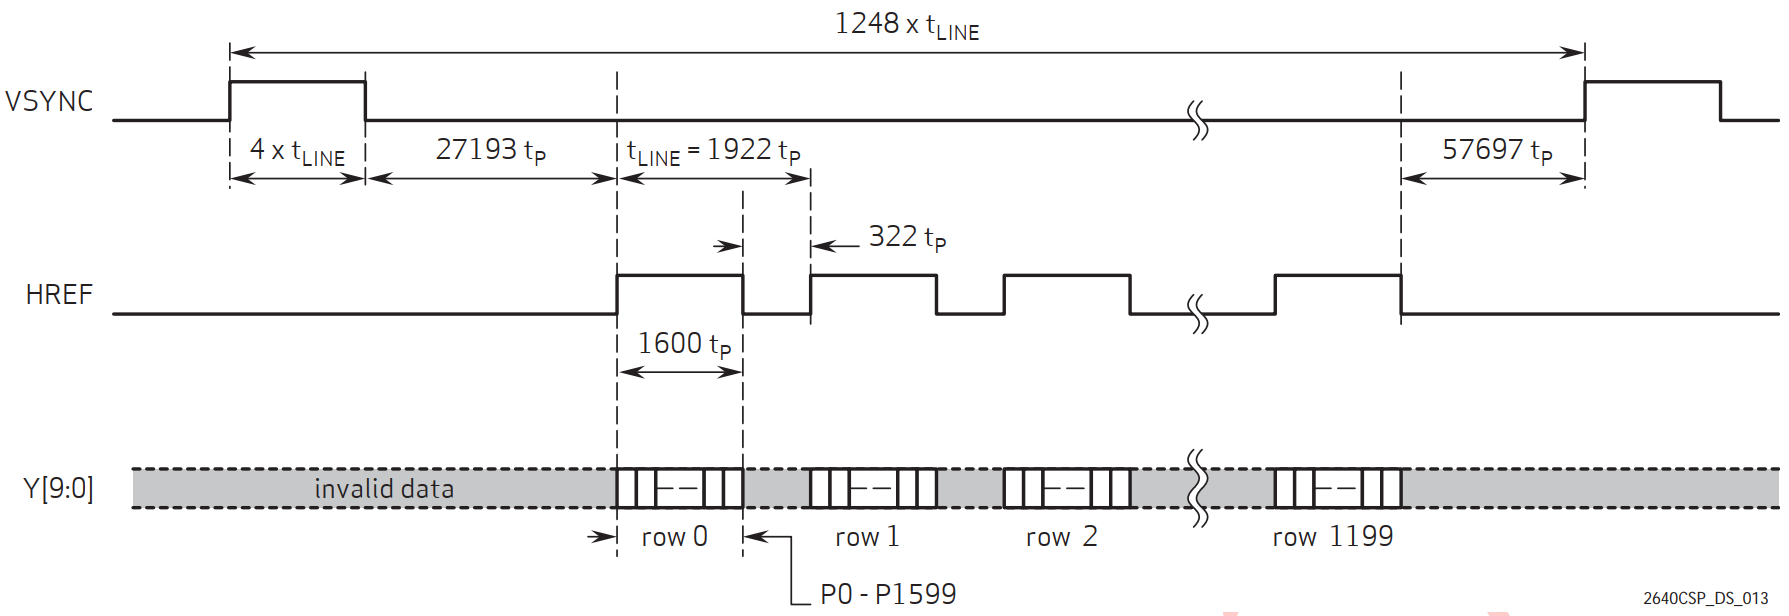 1248 x tLINE
VSYNC
4 x tLINE
27193 tP
tLINE = 1922 tP
57697 tP
322 tP
HREF
1600 tP
Y[9:0]
invalid data
row 0
row 1
row 2
row 1199
P0 - P1599
2640CSP_DS_013